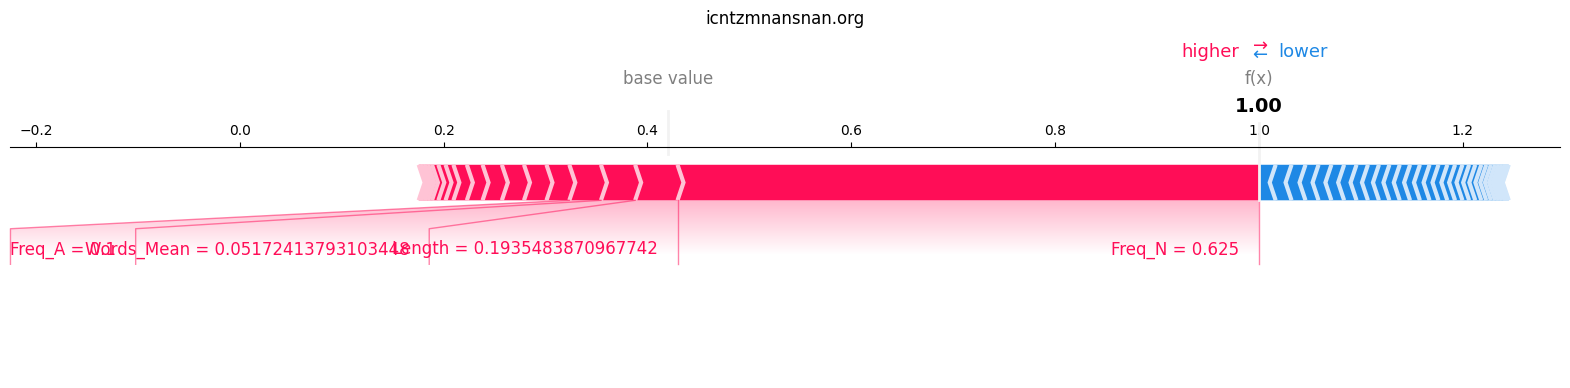 icntzmnansnan.org
higher ⇄ lower
base value f(x)
1.00
−0.2 0.0 0.2 0.4 0.6 0.8 1.0 1.2
Freq_A = 0.1 Words_Mean = 0.05172413793103448 Length = 0.1935483870967742 Freq_N = 0.625